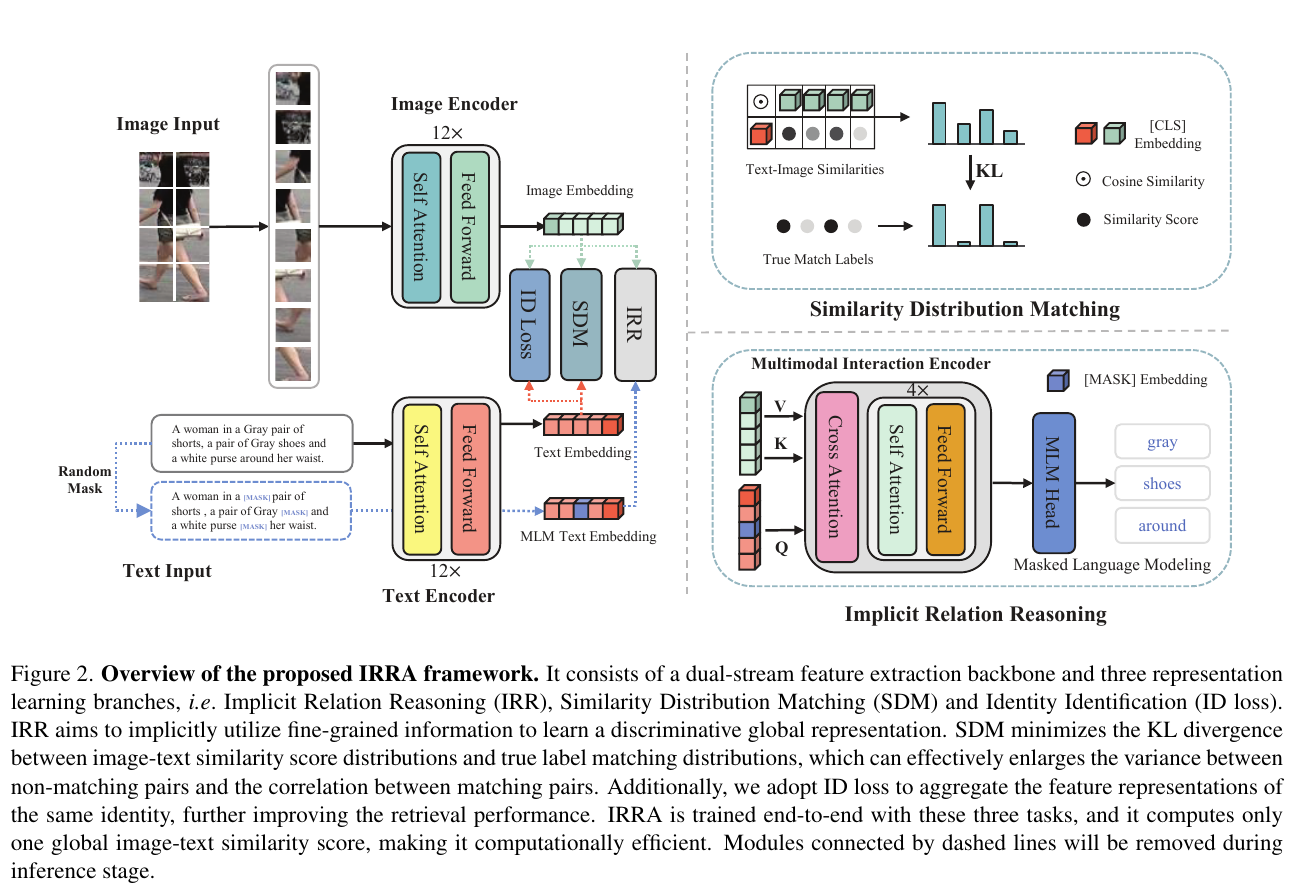 Image Input
Image Encoder
12×
Self Attention
Feed Forward
Image Embedding
ID Loss
SDM
IRR
A woman in a Gray pair of
shorts, a pair of Gray shoes and
a white purse around her waist.
Random
Mask
A woman in a [MASK] pair of
shorts , a pair of Gray [MASK] and
a white purse [MASK] her waist.
Text Input
Self Attention
Feed Forward
12×
Text Encoder
Text Embedding
MLM Text Embedding
Text-Image Similarities
KL
True Match Labels
[CLS]
Embedding
Cosine Similarity
Similarity Score
Similarity Distribution Matching
Multimodal Interaction Encoder
[MASK] Embedding
V
K
Q
Cross Attention
4×
Self Attention
Feed Forward
MLM Head
gray
shoes
around
Masked Language Modeling
Implicit Relation Reasoning
Figure 2. Overview of the proposed IRRA framework. It consists of a dual-stream feature extraction backbone and three representation
learning branches, i.e. Implicit Relation Reasoning (IRR), Similarity Distribution Matching (SDM) and Identity Identification (ID loss).
IRR aims to implicitly utilize fine-grained information to learn a discriminative global representation. SDM minimizes the KL divergence
between image-text similarity score distributions and true label matching distributions, which can effectively enlarges the variance between
non-matching pairs and the correlation between matching pairs. Additionally, we adopt ID loss to aggregate the feature representations of
the same identity, further improving the retrieval performance. IRRA is trained end-to-end with these three tasks, and it computes only
one global image-text similarity score, making it computationally efficient. Modules connected by dashed lines will be removed during
inference stage.